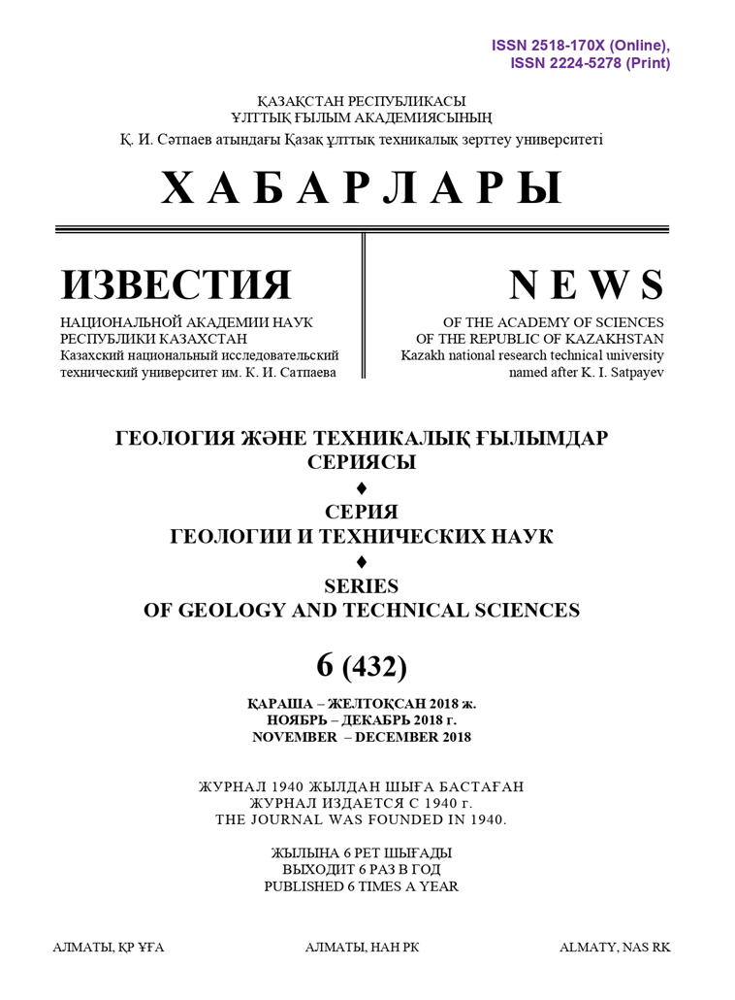 ISSN 2518-170X (Online),
ISSN 2224-5278 (Print)
ҚАЗАҚСТАН РЕСПУБЛИКАСЫ
ҰЛТТЫҚ ҒЫЛЫМ АКАДЕМИЯСЫНЫҢ
Қ. И. Сәтпаев атындағы Қазақ ұлттық техникалық зерттеу университеті
Х А Б А Р Л А Р Ы
ИЗВЕСТИЯ
НАЦИОНАЛЬНОЙ АКАДЕМИИ НАУК
РЕСПУБЛИКИ КАЗАХСТАН
Казахский национальный исследовательский
технический университет им. К. И. Сатпаева
N E W S
OF THE ACADEMY OF SCIENCES
OF THE REPUBLIC OF KAZAKHSTAN
Kazakh national research technical university
named after K. I. Satpayev
ГЕОЛОГИЯ ЖӘНЕ ТЕХНИКАЛЫҚ ҒЫЛЫМДАР
СЕРИЯСЫ
♦
СЕРИЯ
ГЕОЛОГИИ И ТЕХНИЧЕСКИХ НАУК
♦
SERIES
OF GEOLOGY AND TECHNICAL SCIENCES
6 (432)
ҚАРАША – ЖЕЛТОҚСАН 2018 ж.
НОЯБРЬ – ДЕКАБРЬ 2018 г.
NOVEMBER – DECEMBER 2018
ЖУРНАЛ 1940 ЖЫЛДАН ШЫҒА БАСТАҒАН
ЖУРНАЛ ИЗДАЕТСЯ С 1940 г.
THE JOURNAL WAS FOUNDED IN 1940.
ЖЫЛЫНА 6 РЕТ ШЫҒАДЫ
ВЫХОДИТ 6 РАЗ В ГОД
PUBLISHED 6 TIMES A YEAR
АЛМАТЫ, ҚР ҰҒА АЛМАТЫ, НАН РК ALMATY, NAS RK